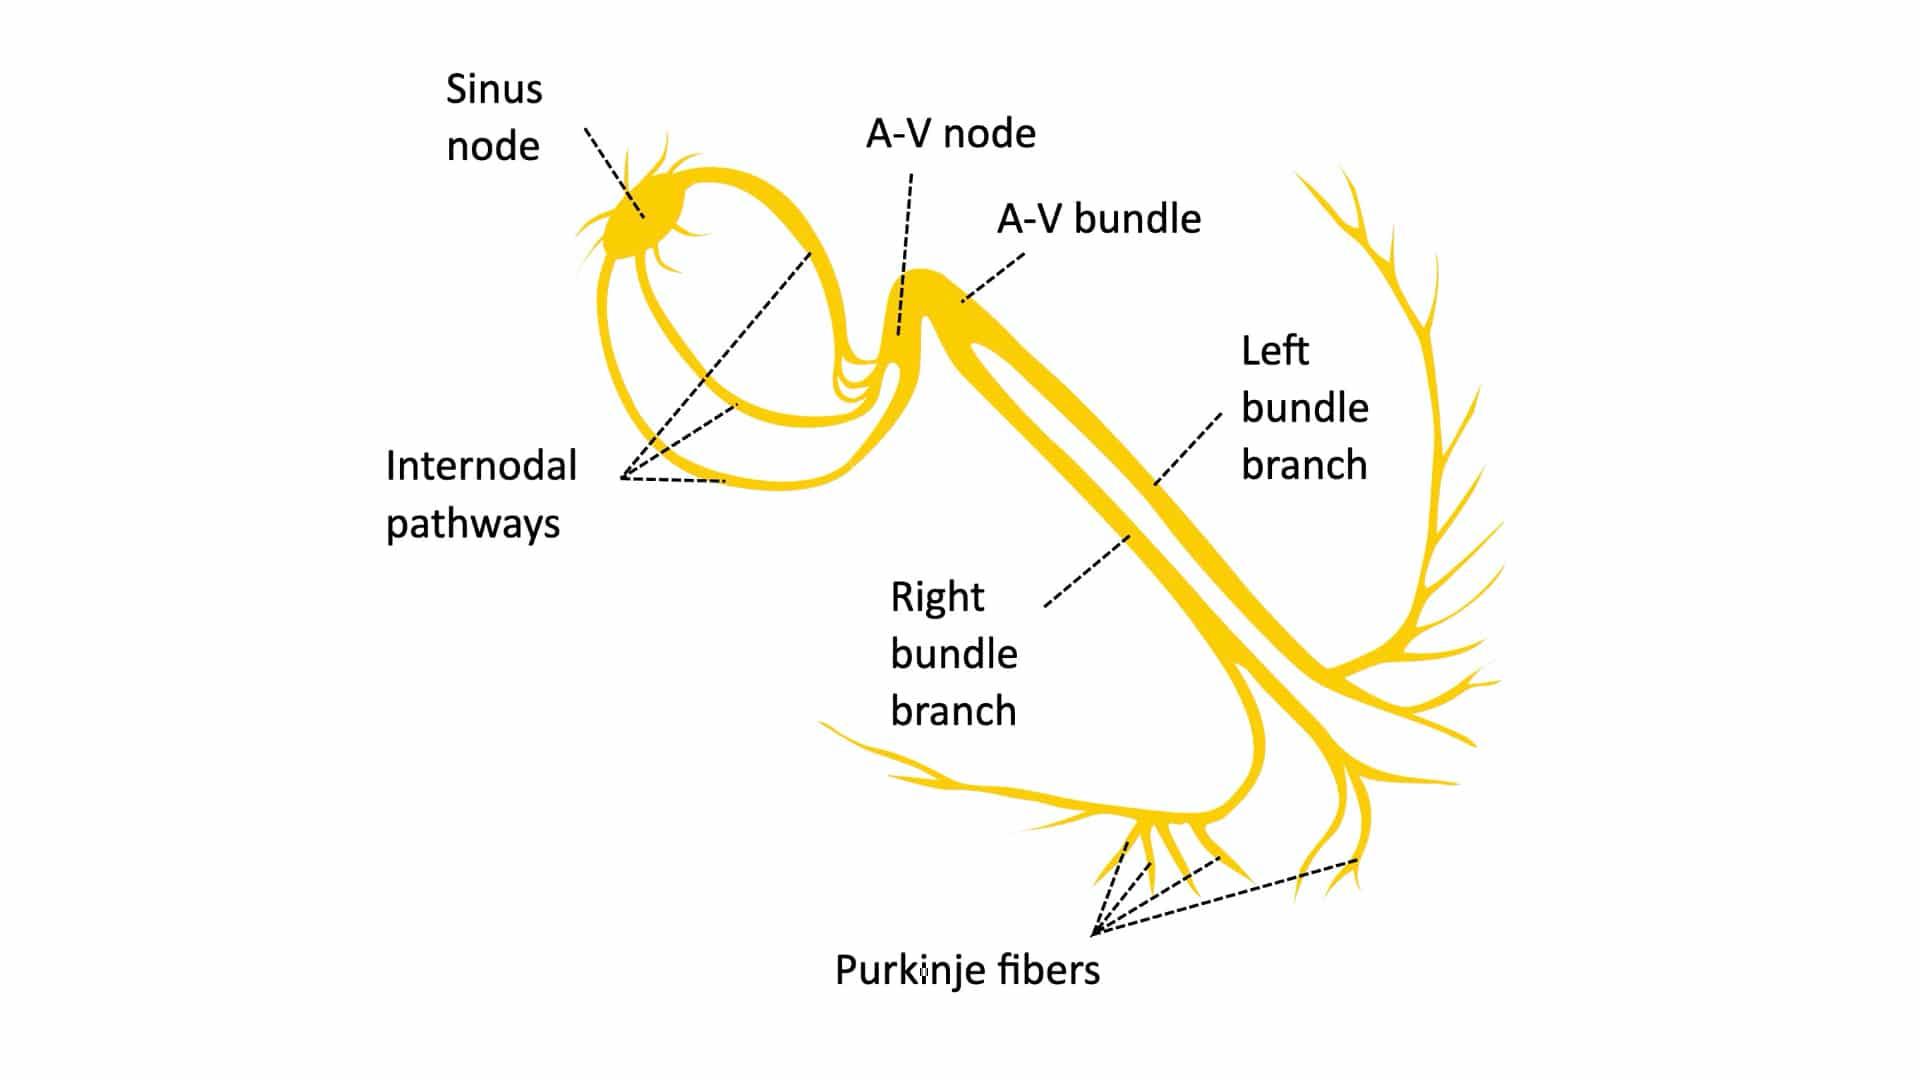 Sinus
node
A-V node
A-V bundle
Left
bundle
branch
Internodal
pathways
Right
bundle
branch
Purkinje fibers